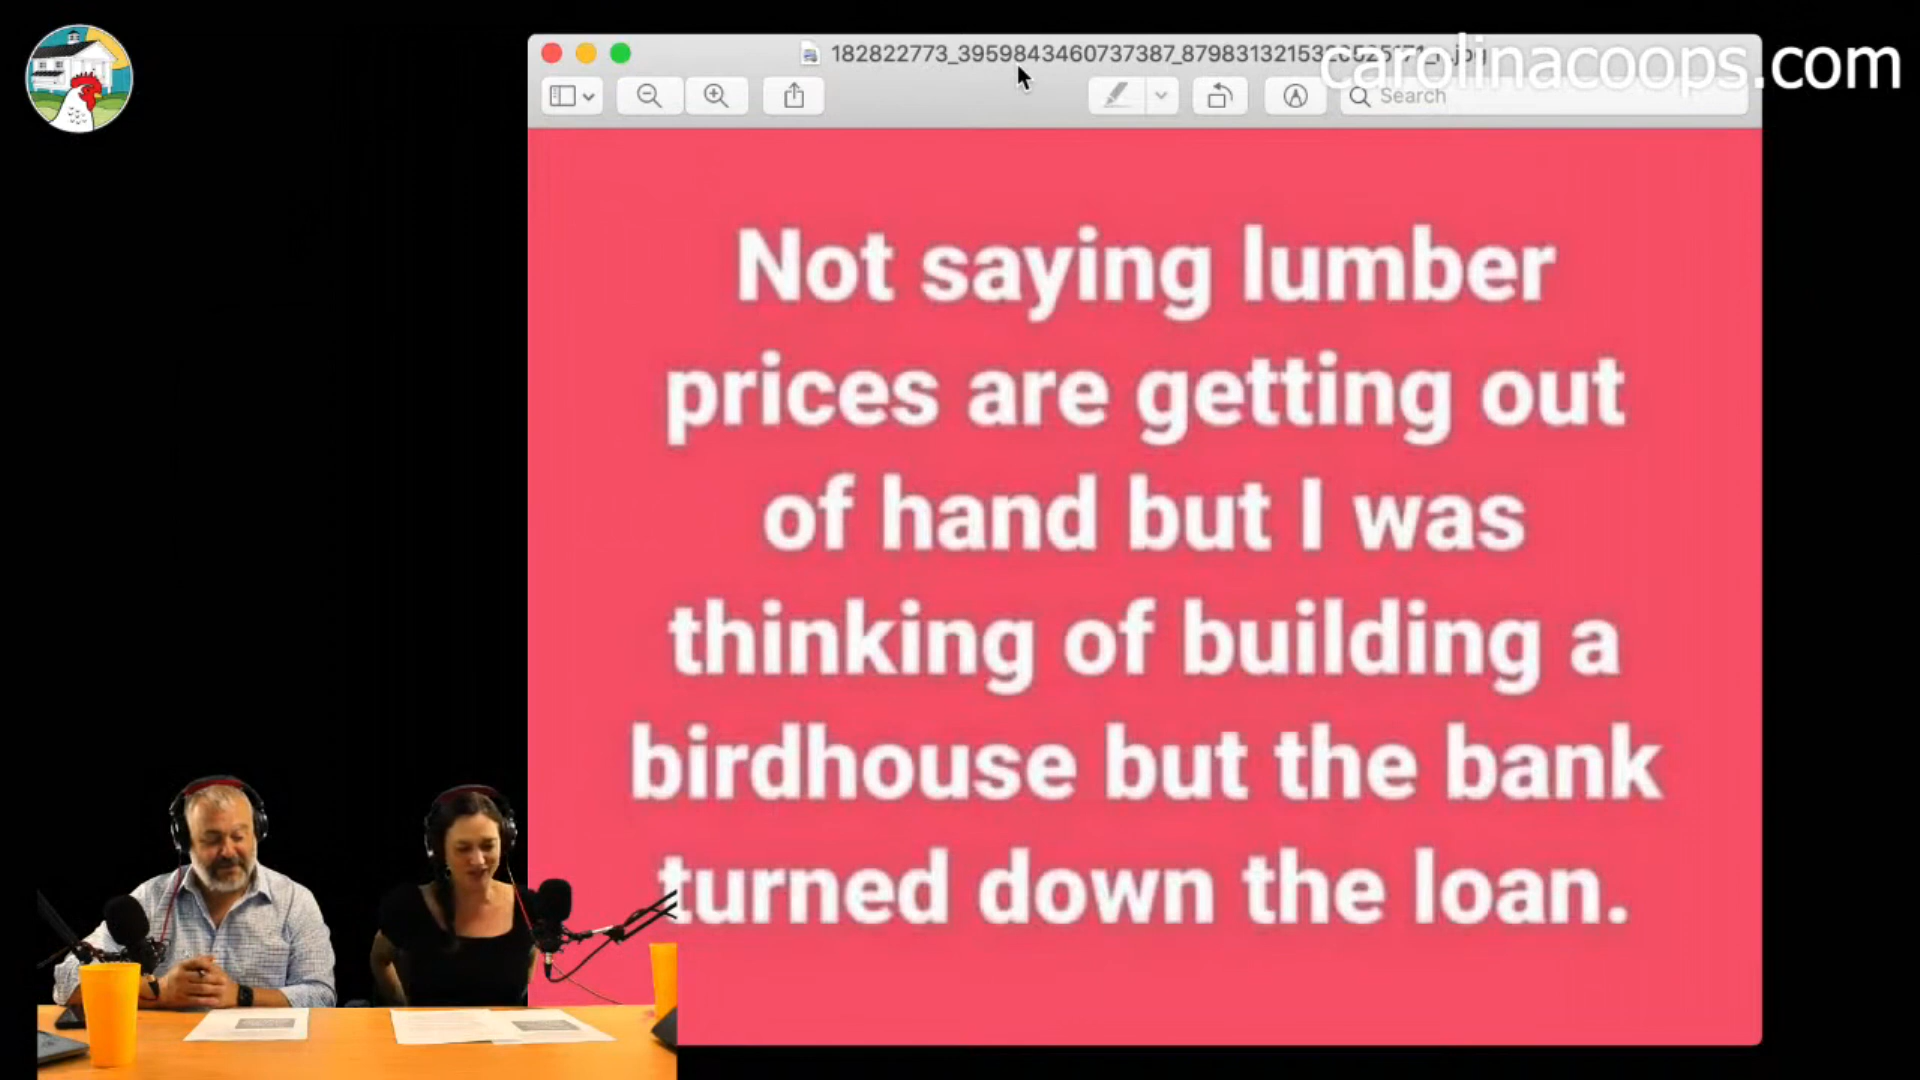 carolinacoops.com
Search
Not saying lumber
prices are getting out
of hand but I was
thinking of building a
birdhouse but the bank
turned down the loan.